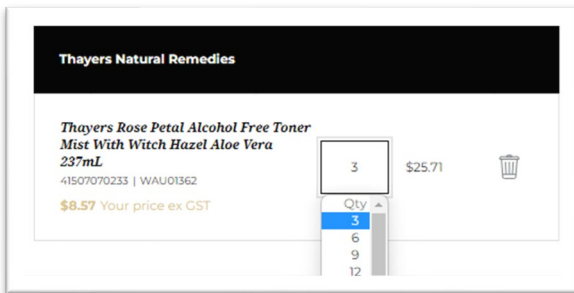 Thayers Natural Remedies
Thayers Rose Petal Alcohol Free Toner
Mist With Witch Hazel Aloe Vera
237mL
41507070233 | WAU01362
$8.57 Your price ex GST
3
$25.71
Qty
3
6
9
12